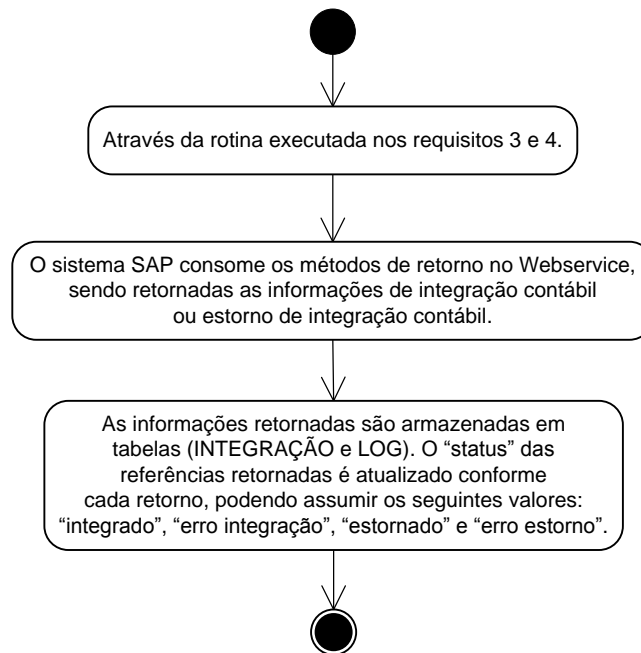 Através da rotina executada nos requisitos 3 e 4.
O sistema SAP consome os métodos de retorno no Webservice,
sendo retornadas as informações de integração contábil
ou estorno de integração contábil.
As informações retornadas são armazenadas em
tabelas (INTEGRAÇÃO e LOG). O “status” das
referências retornadas é atualizado conforme
cada retorno, podendo assumir os seguintes valores:
“integrado”, “erro integração”, “estornado” e “erro estorno”.